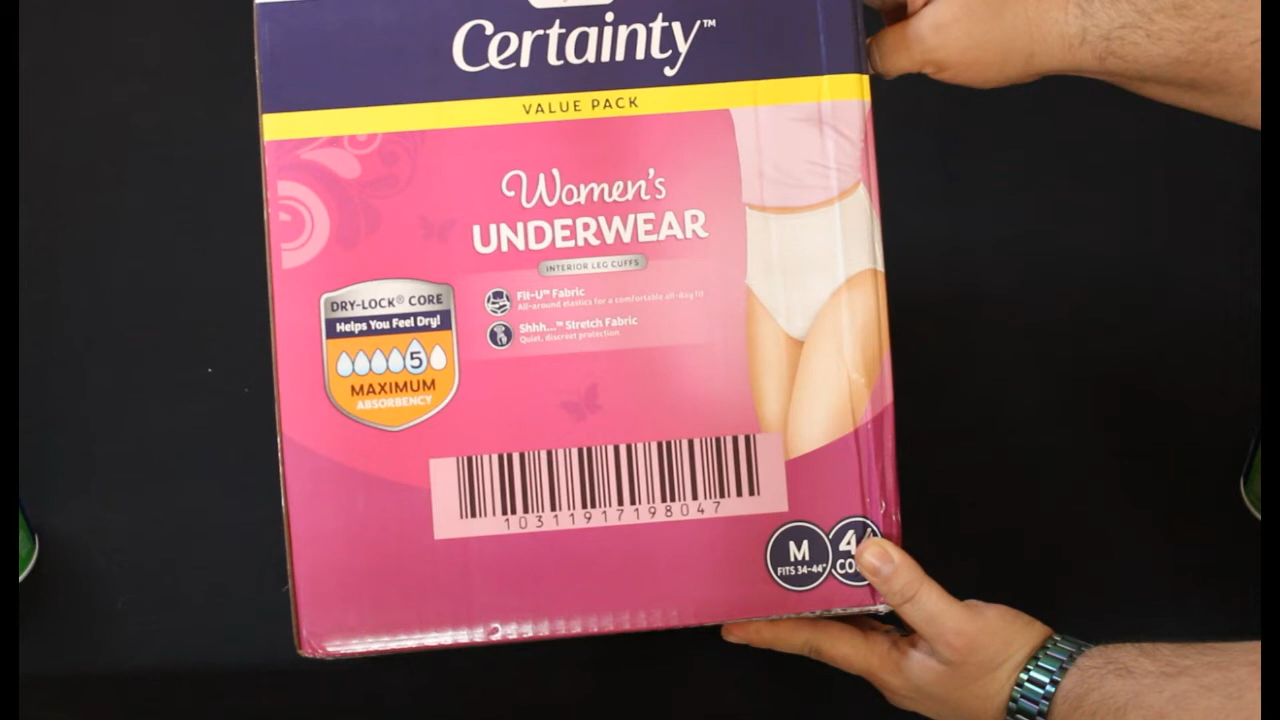 Certainty™
VALUE PACK
Women's
UNDERWEAR
INTERIOR LEG CUFFS
Fit-U™ Fabric
All-around elastics for a comfortable all-day fit
Shhh...™ Stretch Fabric
Quiet, discreet protection
DRY-LOCK® CORE
Helps You Feel Dry!
5
MAXIMUM
ABSORBENCY
10311917198047
M
FITS 34-44"